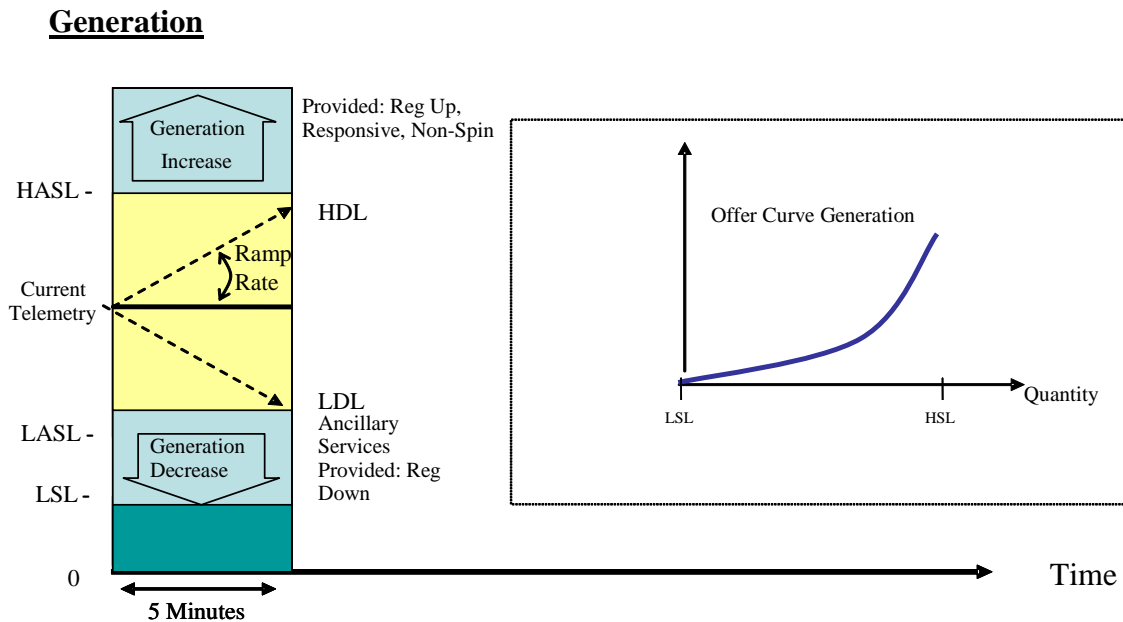 Generation
Provided: Reg Up,
Responsive, Non-Spin
Generation
Increase
HASL -
HDL
Ramp
Rate
Current
Telemetry
LDL
Ancillary
Services
Provided: Reg
Down
LASL -
Generation
Decrease
LSL -
0
5 Minutes
Time
Offer Curve Generation
Quantity
LSL
HSL